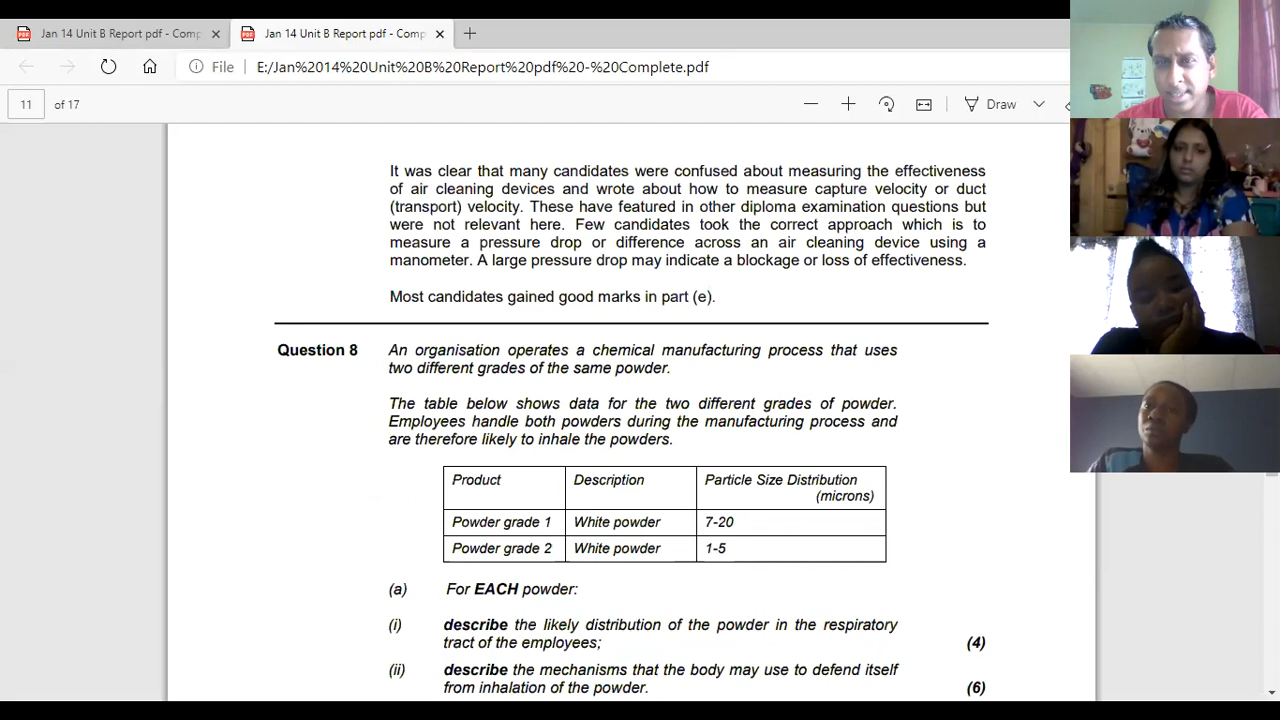 Jan 14 Unit B Report pdf - Comp
Jan 14 Unit B Report pdf - Comp
File
E:/Jan%2014%20Unit%20B%20Report%20pdf%20-%20Complete.pdf
11 of 17
Draw
It was clear that many candidates were confused about measuring the effectiveness
of air cleaning devices and wrote about how to measure capture velocity or duct
(transport) velocity. These have featured in other diploma examination questions but
were not relevant here. Few candidates took the correct approach which is to
measure a pressure drop or difference across an air cleaning device using a
manometer. A large pressure drop may indicate a blockage or loss of effectiveness.
Most candidates gained good marks in part (e).
Question 8 An organisation operates a chemical manufacturing process that uses
two different grades of the same powder.
The table below shows data for the two different grades of powder.
Employees handle both powders during the manufacturing process and
are therefore likely to inhale the powders.
Product Description Particle Size Distribution
(microns)
Powder grade 1 White powder 7-20
Powder grade 2 White powder 1-5
(a) For EACH powder:
(i) describe the likely distribution of the powder in the respiratory
tract of the employees; (4)
(ii) describe the mechanisms that the body may use to defend itself
from inhalation of the powder. (6)